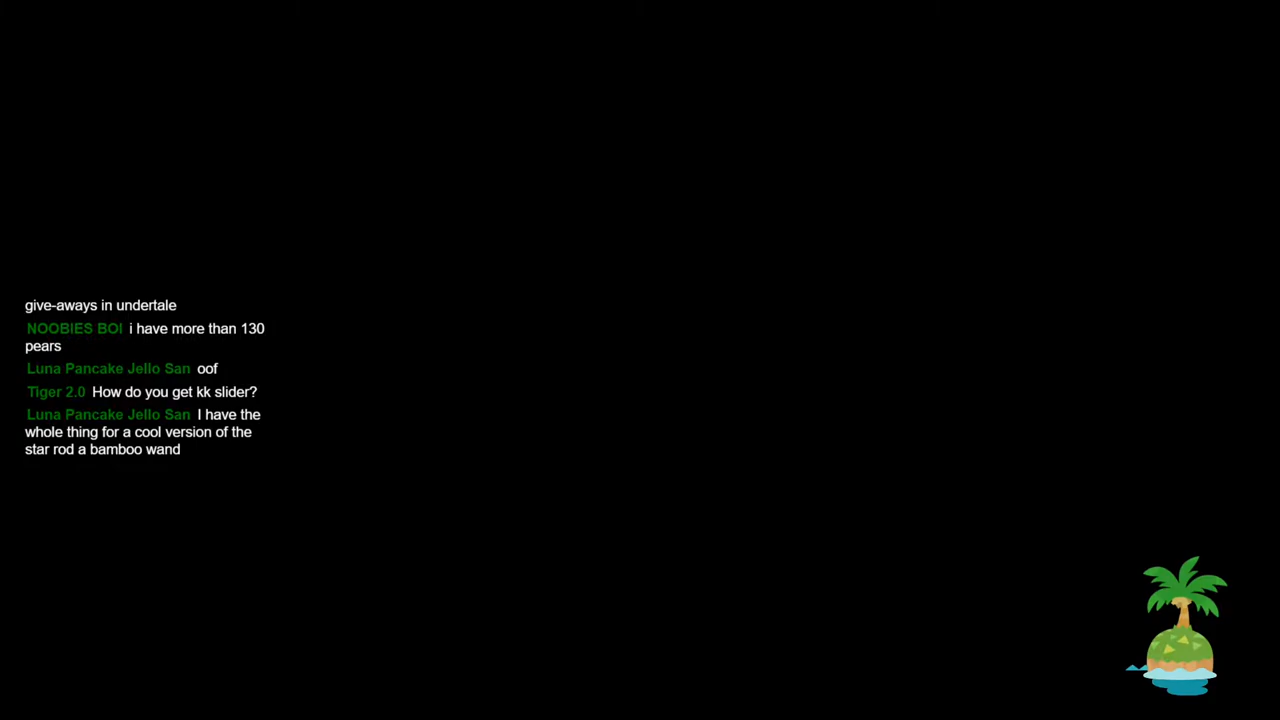 give-aways in undertale
NOOBIES BOI i have more than 130
pears
Luna Pancake Jello San oof
Tiger 2.0 How do you get kk slider?
Luna Pancake Jello San I have the
whole thing for a cool version of the
star rod a bamboo wand